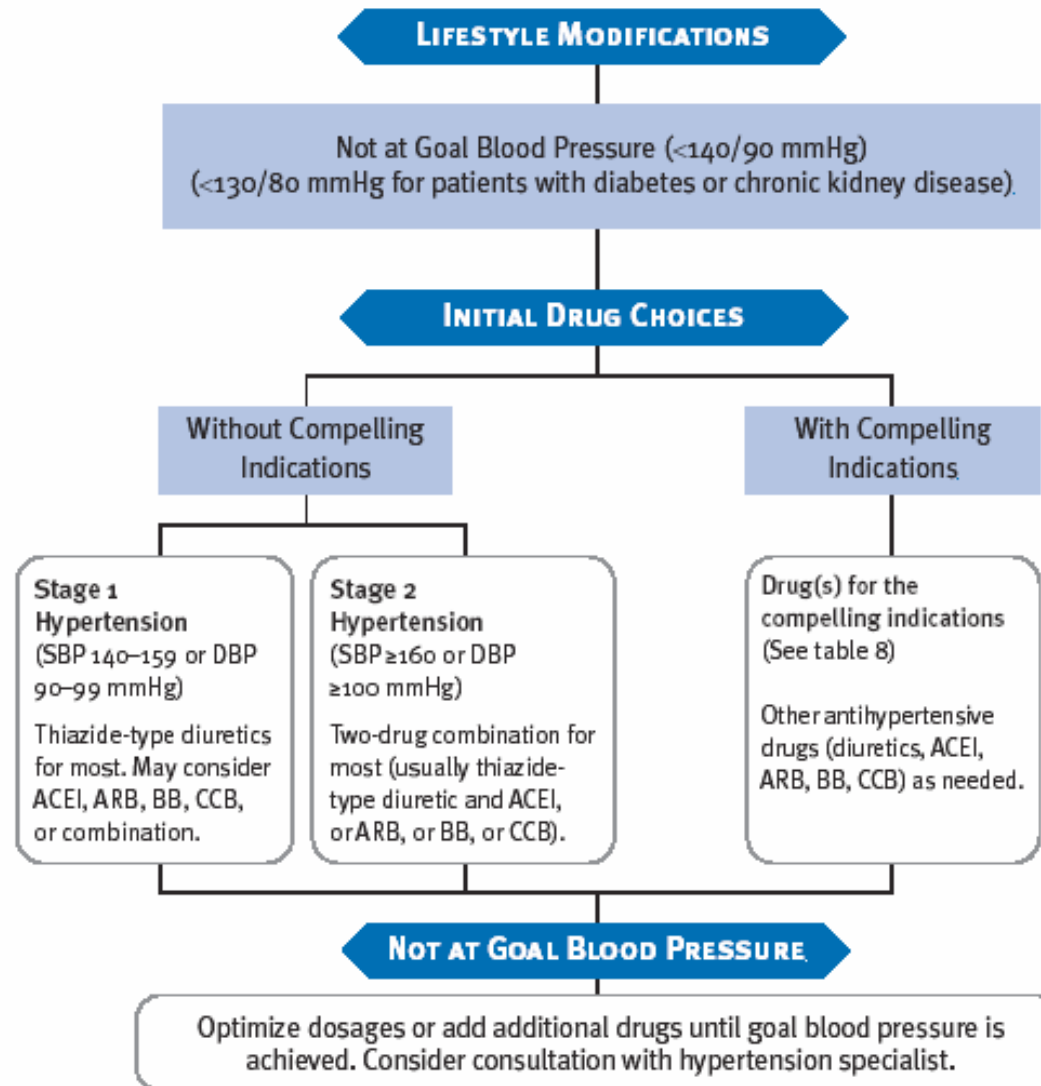 LIFESTYLE MODIFICATIONS
Not at Goal Blood Pressure (<140/90 mmHg)
(<130/80 mmHg for patients with diabetes or chronic kidney disease)
INITIAL DRUG CHOICES
Without Compelling
Indications
With Compelling
Indications
Stage 1
Hypertension
(SBP 140–159 or DBP
90–99 mmHg)
Thiazide-type diuretics
for most. May consider
ACEI, ARB, BB, CCB,
or combination.
Stage 2
Hypertension
(SBP ≥160 or DBP
≥100 mmHg)
Two-drug combination for
most (usually thiazide-
type diuretic and ACEI,
or ARB, or BB, or CCB).
Drug(s) for the
compelling indications
(See table 8)
Other antihypertensive
drugs (diuretics, ACEI,
ARB, BB, CCB) as needed.
NOT AT GOAL BLOOD PRESSURE
Optimize dosages or add additional drugs until goal blood pressure is
achieved. Consider consultation with hypertension specialist.